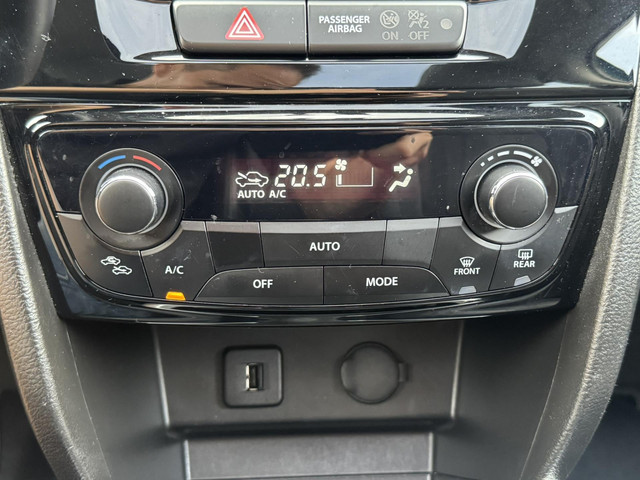 PASSENGER
AIRBAG
ON OFF
20.5
AUTO A/C
A/C
AUTO
OFF
MODE
FRONT
REAR